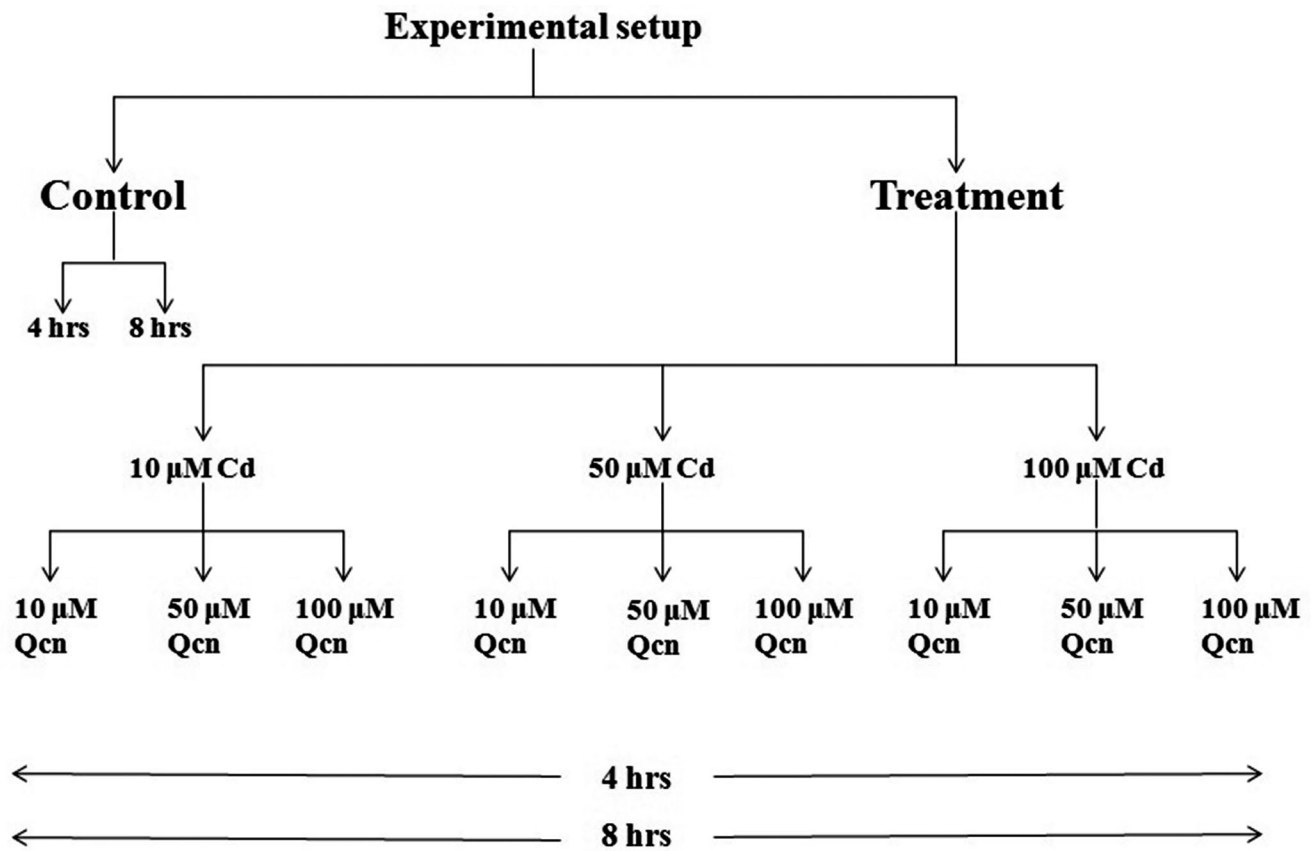 Experimental setup
Control
Treatment
4 hrs
8 hrs
10 μM Cd
50 μM Cd
100 μM Cd
10 μM
Qcn
50 μM
Qcn
100 μM
Qcn
10 μM
Qcn
50 μM
Qcn
100 μM
Qcn
10 μM
Qcn
50 μM
Qcn
100 μM
Qcn
4 hrs
8 hrs